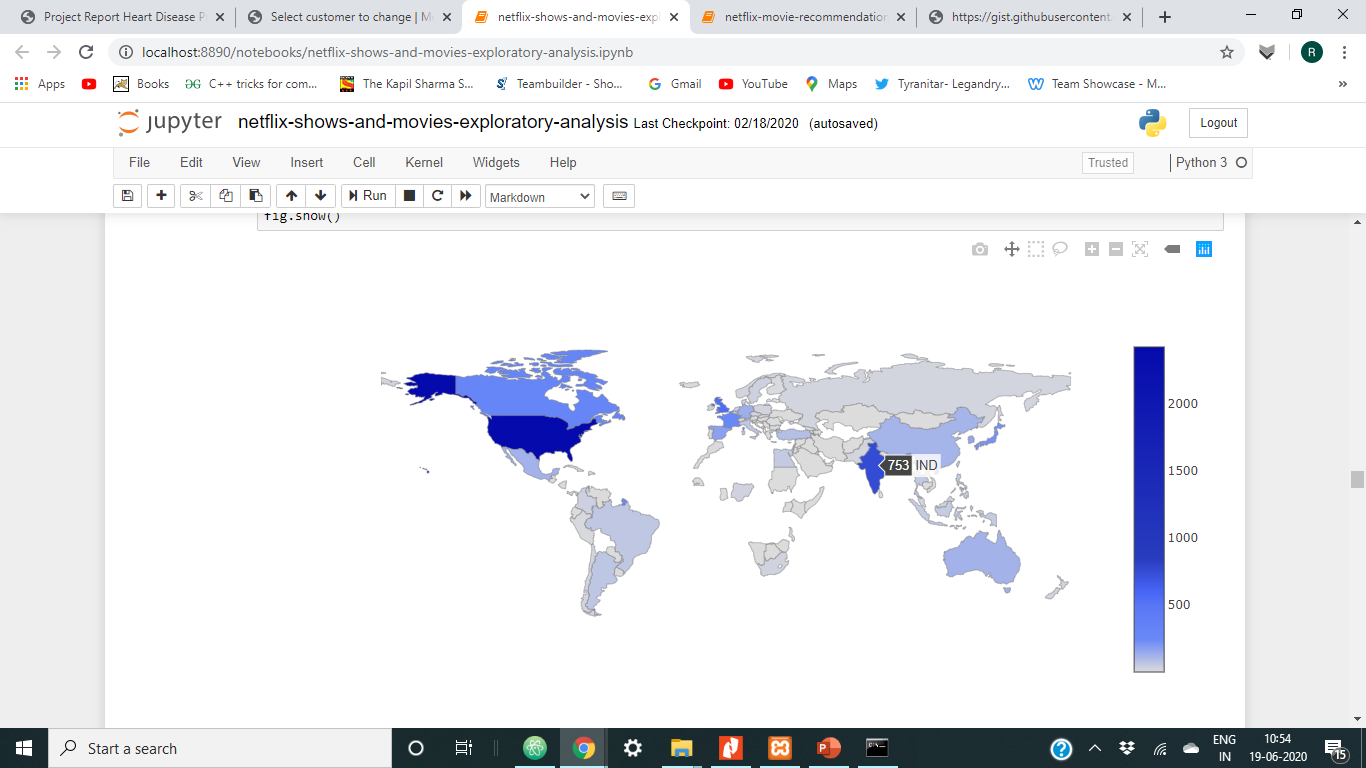 Project Report Heart Disease P
Select customer to change | M
netflix-shows-and-movies-expl
netflix-movie-recommendation
https://gist.githubusercontent.
localhost:8890/notebooks/netflix-shows-and-movies-exploratory-analysis.ipynb
R
Apps
Books
C++ tricks for com...
The Kapil Sharma S...
Teambuilder - Sho...
Gmail
YouTube
Maps
Tyranitar- Legandry...
Team Showcase - M...
»
jupyter netflix-shows-and-movies-exploratory-analysis Last Checkpoint: 02/18/2020 (autosaved)
Logout
File Edit View Insert Cell Kernel Widgets Help
Trusted
Python 3
Run
Markdown
fig.show()
2000
1500
1000
500
753 IND
Start a search
ENG
IN
10:54
19-06-2020
15